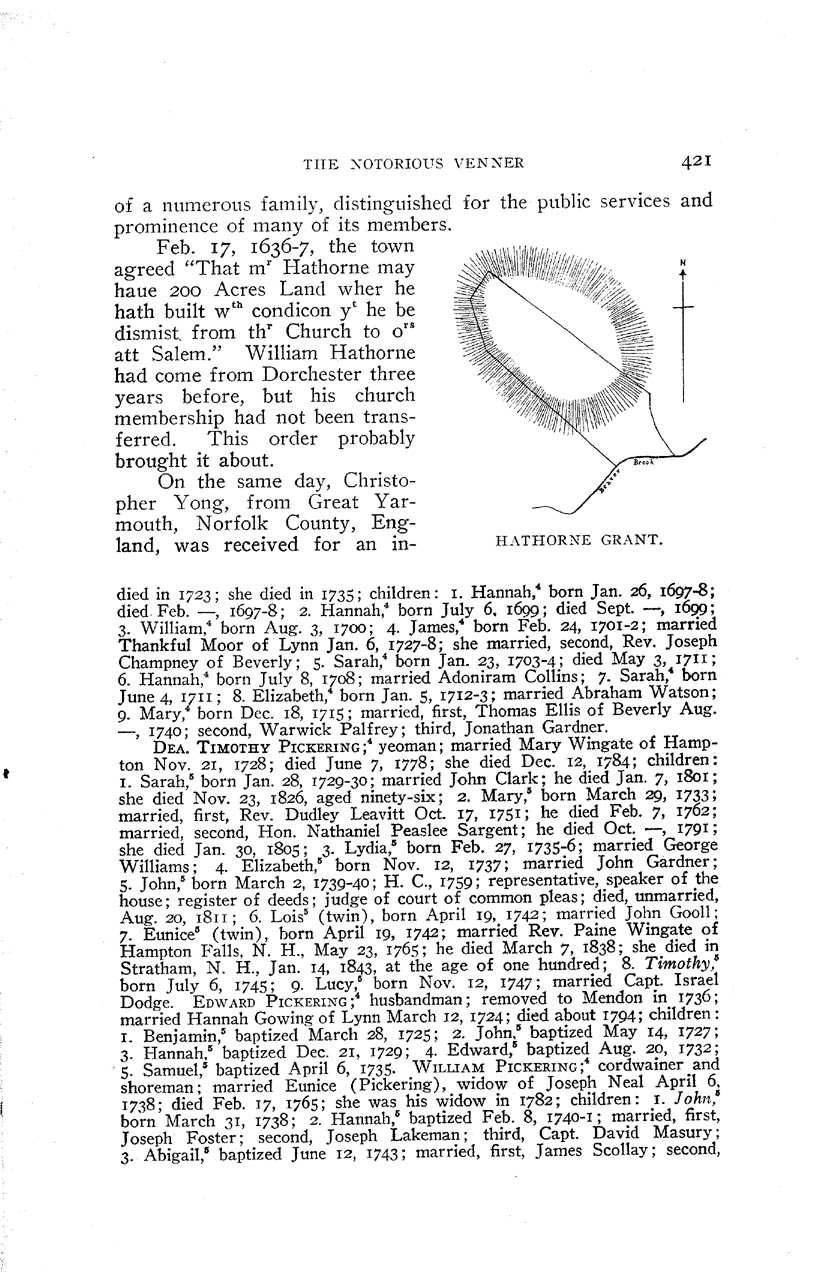 THE NOTORIOUS VENNER 421
of a numerous family, distinguished for the public services and
prominence of many of its members.
Feb. 17, 1636-7, the town
agreed "That mʳ Hathorne may
haue 200 Acres Land wher he
hath built wᵗʰ condicon yᵗ he be
dismist from thʳ Church to oʳˢ
att Salem." William Hathorne
had come from Dorchester three
years before, but his church
membership had not been trans-
ferred. This order probably
brought it about.
On the same day, Christo-
pher Yong, from Great Yar-
mouth, Norfolk County, Eng-
land, was received for an in-
N
Beaver Brook
HATHORNE GRANT.
died in 1723; she died in 1735; children: 1. Hannah,⁴ born Jan. 26, 1697-8;
died Feb. —, 1697-8; 2. Hannah,⁴ born July 6, 1699; died Sept. —, 1699;
3. William,⁴ born Aug. 3, 1700; 4. James,⁴ born Feb. 24, 1701-2; married
Thankful Moor of Lynn Jan. 6, 1727-8; she married, second, Rev. Joseph
Champney of Beverly; 5. Sarah,⁴ born Jan. 23, 1703-4; died May 3, 1711;
6. Hannah,⁴ born July 8, 1708; married Adoniram Collins; 7. Sarah,⁴ born
June 4, 1711; 8. Elizabeth,⁴ born Jan. 5, 1712-3; married Abraham Watson;
9. Mary,⁴ born Dec. 18, 1715; married, first, Thomas Ellis of Beverly Aug.
—, 1740; second, Warwick Palfrey; third, Jonathan Gardner.
DEA. TIMOTHY PICKERING;⁴ yeoman; married Mary Wingate of Hamp-
ton Nov. 21, 1728; died June 7, 1778; she died Dec. 12, 1784; children:
1. Sarah,⁵ born Jan. 28, 1729-30; married John Clark; he died Jan. 7, 1801;
she died Nov. 23, 1826, aged ninety-six; 2. Mary,⁵ born March 29, 1733;
married, first, Rev. Dudley Leavitt Oct. 17, 1751; he died Feb. 7, 1762;
married, second, Hon. Nathaniel Peaslee Sargent; he died Oct. —, 1791;
she died Jan. 30, 1805; 3. Lydia,⁵ born Feb. 27, 1735-6; married George
Williams; 4. Elizabeth,⁵ born Nov. 12, 1737; married John Gardner;
5. John,⁵ born March 2, 1739-40; H. C., 1759; representative, speaker of the
house; register of deeds; judge of court of common pleas; died, unmarried,
Aug. 20, 1811; 6. Lois⁵ (twin), born April 19, 1742; married John Gooll;
7. Eunice⁵ (twin), born April 19, 1742; married Rev. Paine Wingate of
Hampton Falls, N. H., May 23, 1765; he died March 7, 1838; she died in
Stratham, N. H., Jan. 14, 1843, at the age of one hundred; 8. Timothy,⁵
born July 6, 1745; 9. Lucy,⁵ born Nov. 12, 1747; married Capt. Israel
Dodge. EDWARD PICKERING;⁴ husbandman; removed to Mendon in 1736;
married Hannah Gowing of Lynn March 12, 1724; died about 1794; children:
1. Benjamin,⁵ baptized March 28, 1725; 2. John,⁵ baptized May 14, 1727;
3. Hannah,⁵ baptized Dec. 21, 1729; 4. Edward,⁵ baptized Aug. 20, 1732;
5. Samuel,⁵ baptized April 6, 1735. WILLIAM PICKERING;⁴ cordwainer and
shoreman; married Eunice (Pickering), widow of Joseph Neal April 6,
1738; died Feb. 17, 1765; she was his widow in 1782; children: 1. John,⁵
born March 31, 1738; 2. Hannah,⁵ baptized Feb. 8, 1740-1; married, first,
Joseph Foster; second, Joseph Lakeman; third, Capt. David Masury;
3. Abigail,⁵ baptized June 12, 1743; married, first, James Scollay; second,